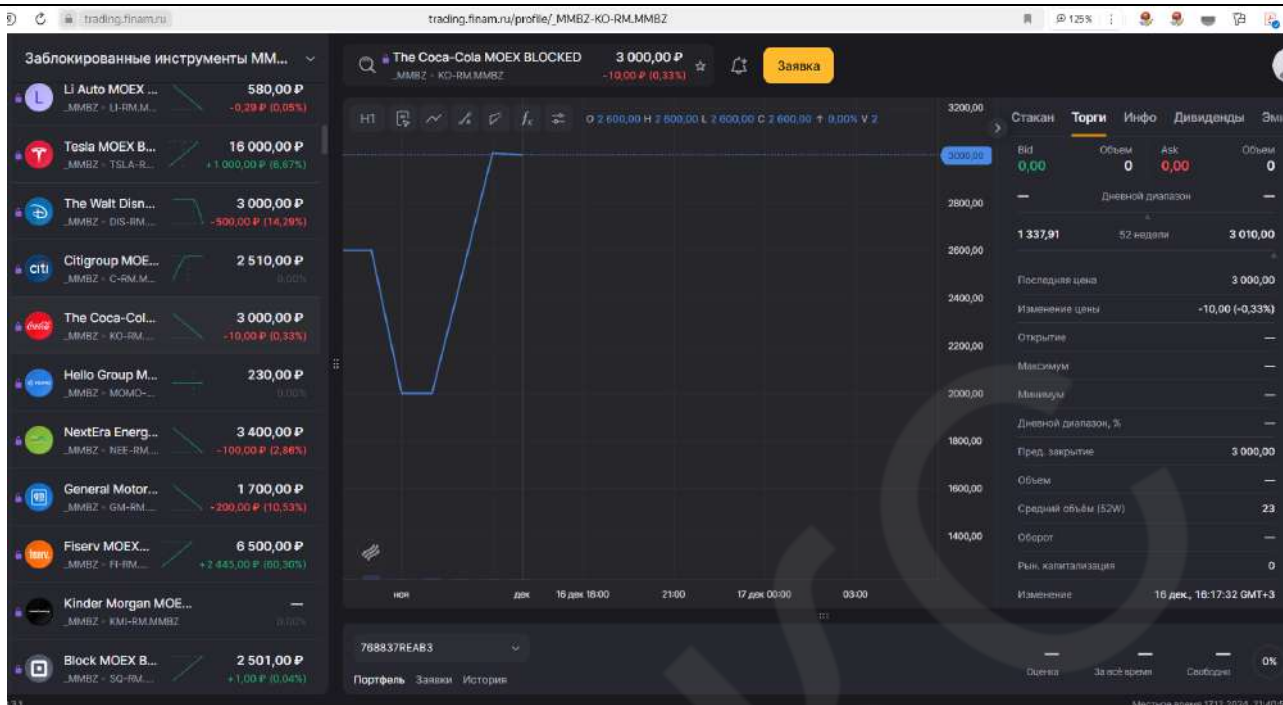 trading.finam.ru
trading.finam.ru/profile/_MMBZ-KO-RM.MMBZ
125 %
Заблокированные инструменты ММ...
Li Auto MOEX ...
580,00 ₽
_MMBZ - LI-RM.M...
-0,29 ₽ (0,05%)
Tesla MOEX B...
16 000,00 ₽
_MMBZ - TSLA-R...
+1 000,00 ₽ (6,67%)
The Walt Disn...
3 000,00 ₽
_MMBZ - DIS-RM....
-500,00 ₽ (14,29%)
citi
Citigroup MOE...
2 510,00 ₽
_MMBZ - C-RM.M...
0,00%
The Coca-Col...
3 000,00 ₽
_MMBZ - KO-RM....
-10,00 ₽ (0,33%)
Hello Group M...
230,00 ₽
_MMBZ - MOMO-...
0,00%
NextEra Energ...
3 400,00 ₽
_MMBZ - NEE-RM....
-100,00 ₽ (2,86%)
General Motor...
1 700,00 ₽
_MMBZ - GM-RM....
-200,00 ₽ (10,53%)
fiserv.
Fiserv MOEX...
6 500,00 ₽
_MMBZ - FI-RM....
+2 445,00 ₽ (60,30%)
Kinder Morgan MOE...
—
_MMBZ - KMI-RM.MMBZ
0,00%
Block MOEX B...
2 501,00 ₽
_MMBZ - SQ-RM....
+1,00 ₽ (0,04%)
The Coca-Cola MOEX BLOCKED
3 000,00 ₽
_MMBZ - KO-RM.MMBZ
-10,00 ₽ (0,33%)
Заявка
H1
O 2 600,00 H 2 600,00 L 2 600,00 C 2 600,00 ↑ 0,00% V 2
3200,00
3000,00
2800,00
2600,00
2400,00
2200,00
2000,00
1800,00
1600,00
1400,00
ноя дек 16 дек 18:00 21:00 17 дек 00:00 03:00
768837REAB3
Портфель Заявки История
Стакан Торги Инфо Дивиденды Эми
Bid Объем Ask Объем
0,00 0 0,00 0
— Дневной диапазон —
1 337,91 52 недели 3 010,00
Последняя цена 3 000,00
Изменение цены -10,00 (-0,33%)
Открытие —
Максимум —
Минимум —
Дневной диапазон, % —
Пред. закрытие 3 000,00
Объем —
Средний объём (52W) 23
Оборот —
Рын. капитализация 0
Изменение 16 дек., 16:17:32 GMT+3
— — — 0%
Оценка За всё время Свободно
Местное время 17.12.2024, 21:40:5